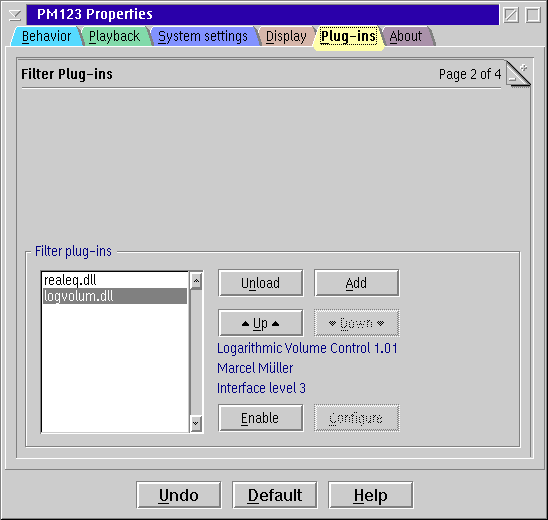 PM123 Properties
Behavior Playback System settings Display Plug-ins About
Filter Plug-ins Page 2 of 4
Filter plug-ins
realeq.dll
logvolum.dll
Unload Add
▲ Up ▲ ▼ Down ▼
Logarithmic Volume Control 1.01
Marcel Müller
Interface level 3
Enable Configure
Undo Default Help